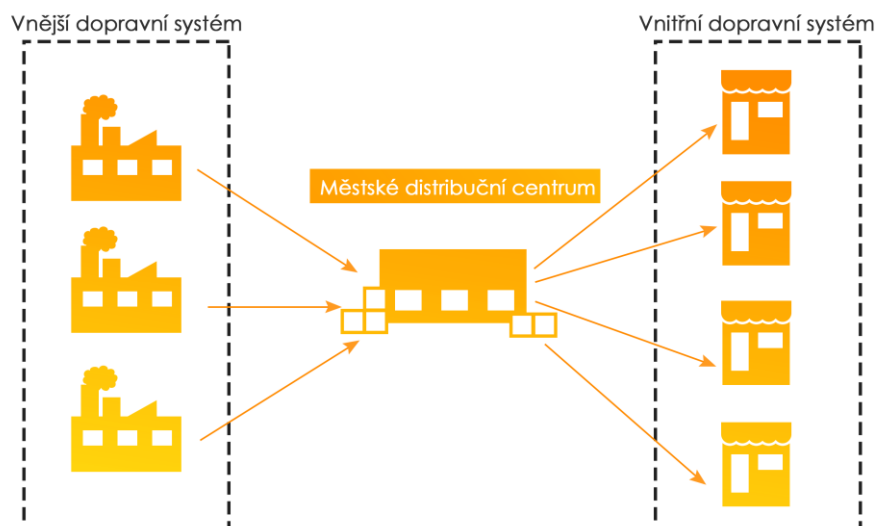 Vnější dopravní systém
Vnitřní dopravní systém
Městské distribuční centrum